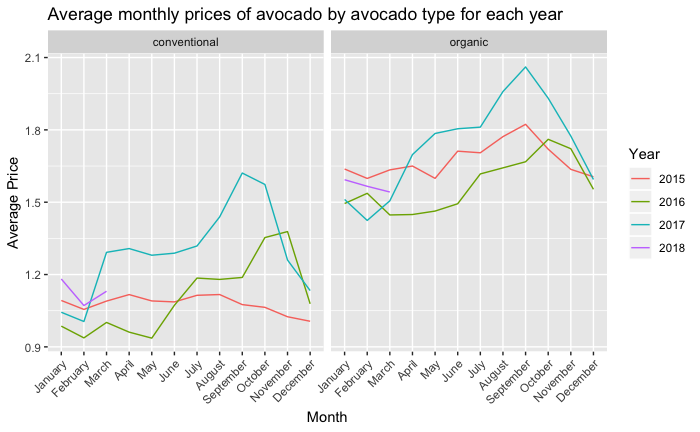 Average monthly prices of avocado by avocado type for each year
conventional
organic
Average Price
2.1
1.8
1.5
1.2
0.9
January
February
March
April
May
June
July
August
September
October
November
December
January
February
March
April
May
June
July
August
September
October
November
December
Month
Year
2015
2016
2017
2018